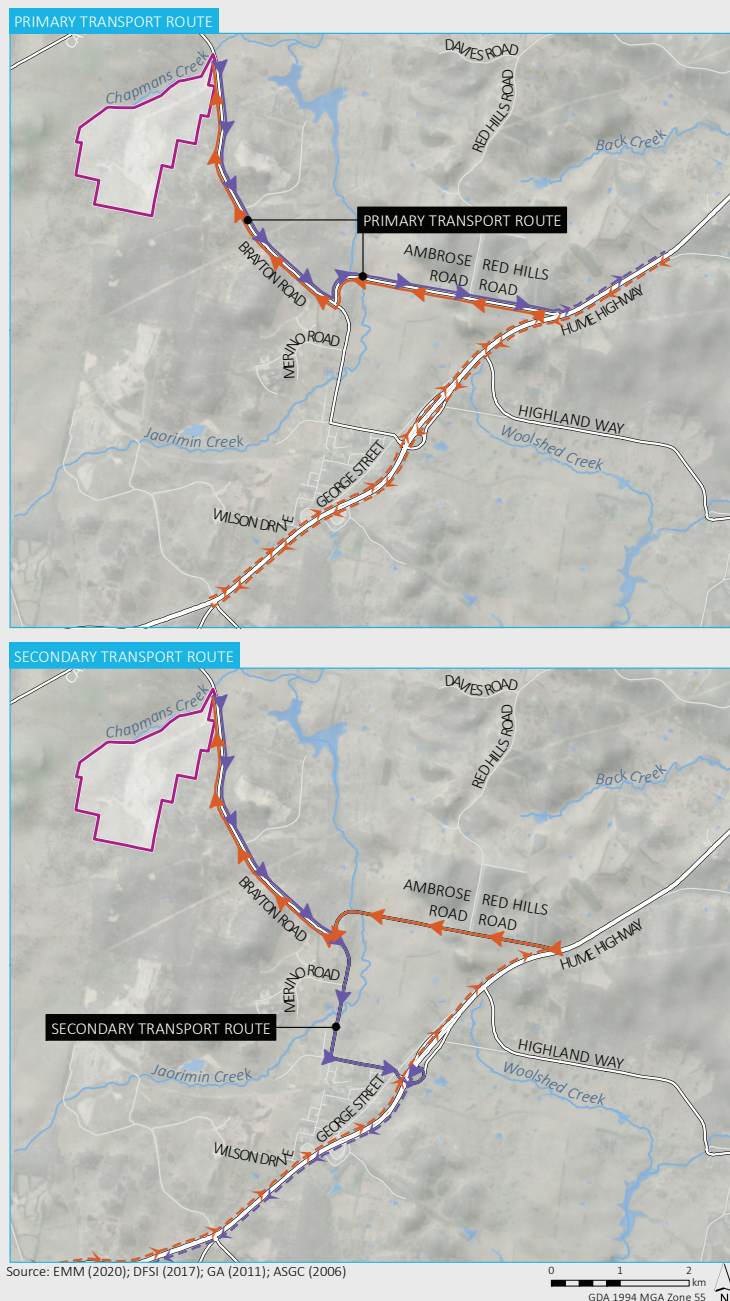 PRIMARY TRANSPORT ROUTE
Chapmans Creek
DAVIES ROAD
RED HILLS ROAD
Back Creek
PRIMARY TRANSPORT ROUTE
BRAYTON ROAD
AMBROSE ROAD
RED HILLS ROAD
HUME HIGHWAY
MERINO ROAD
HIGHLAND WAY
Jaorimin Creek
Woolshed Creek
GEORGE STREET
WILSON DRIVE
SECONDARY TRANSPORT ROUTE
Chapmans Creek
DAVIES ROAD
RED HILLS ROAD
Back Creek
BRAYTON ROAD
AMBROSE ROAD
RED HILLS ROAD
HUME HIGHWAY
MERINO ROAD
SECONDARY TRANSPORT ROUTE
HIGHLAND WAY
Jaorimin Creek
Woolshed Creek
GEORGE STREET
WILSON DRIVE
Source: EMM (2020); DFSI (2017); GA (2011); ASGC (2006)
0 1 2
km
GDA 1994 MGA Zone 55
N